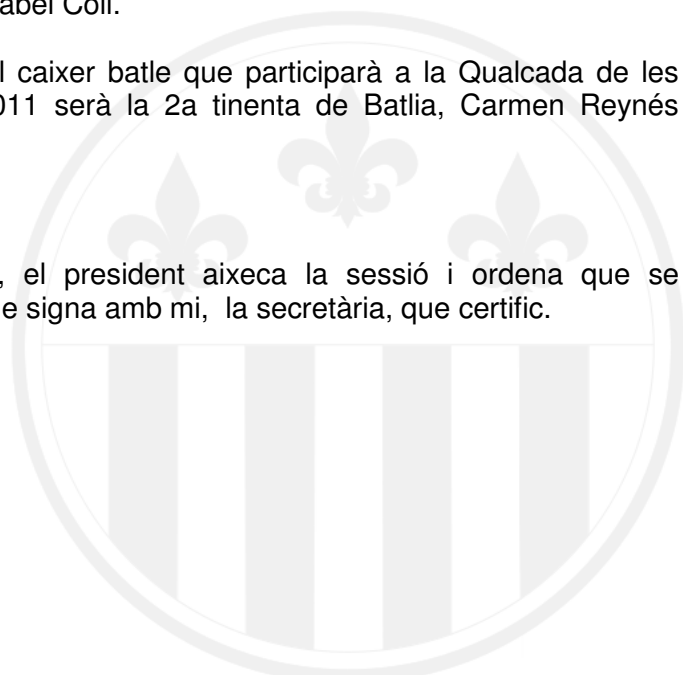 abel Coll.
l caixer batle que participarà a la Qualcada de les
011 serà la 2a tinenta de Batlia, Carmen Reynés
, el president aixeca la sessió i ordena que se
e signa amb mi, la secretària, que certific.